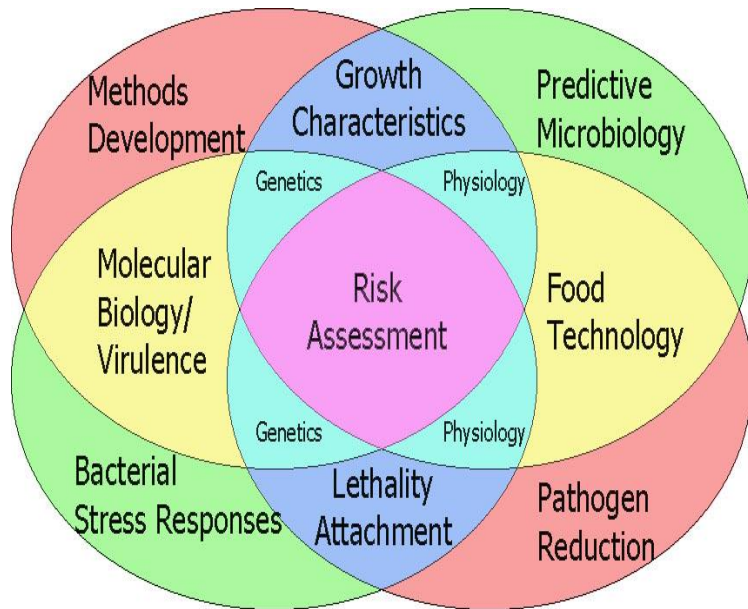 Methods
Development
Growth
Characteristics
Predictive
Microbiology
Genetics
Physiology
Molecular
Biology/
Virulence
Risk
Assessment
Food
Technology
Genetics
Physiology
Bacterial
Stress Responses
Lethality
Attachment
Pathogen
Reduction